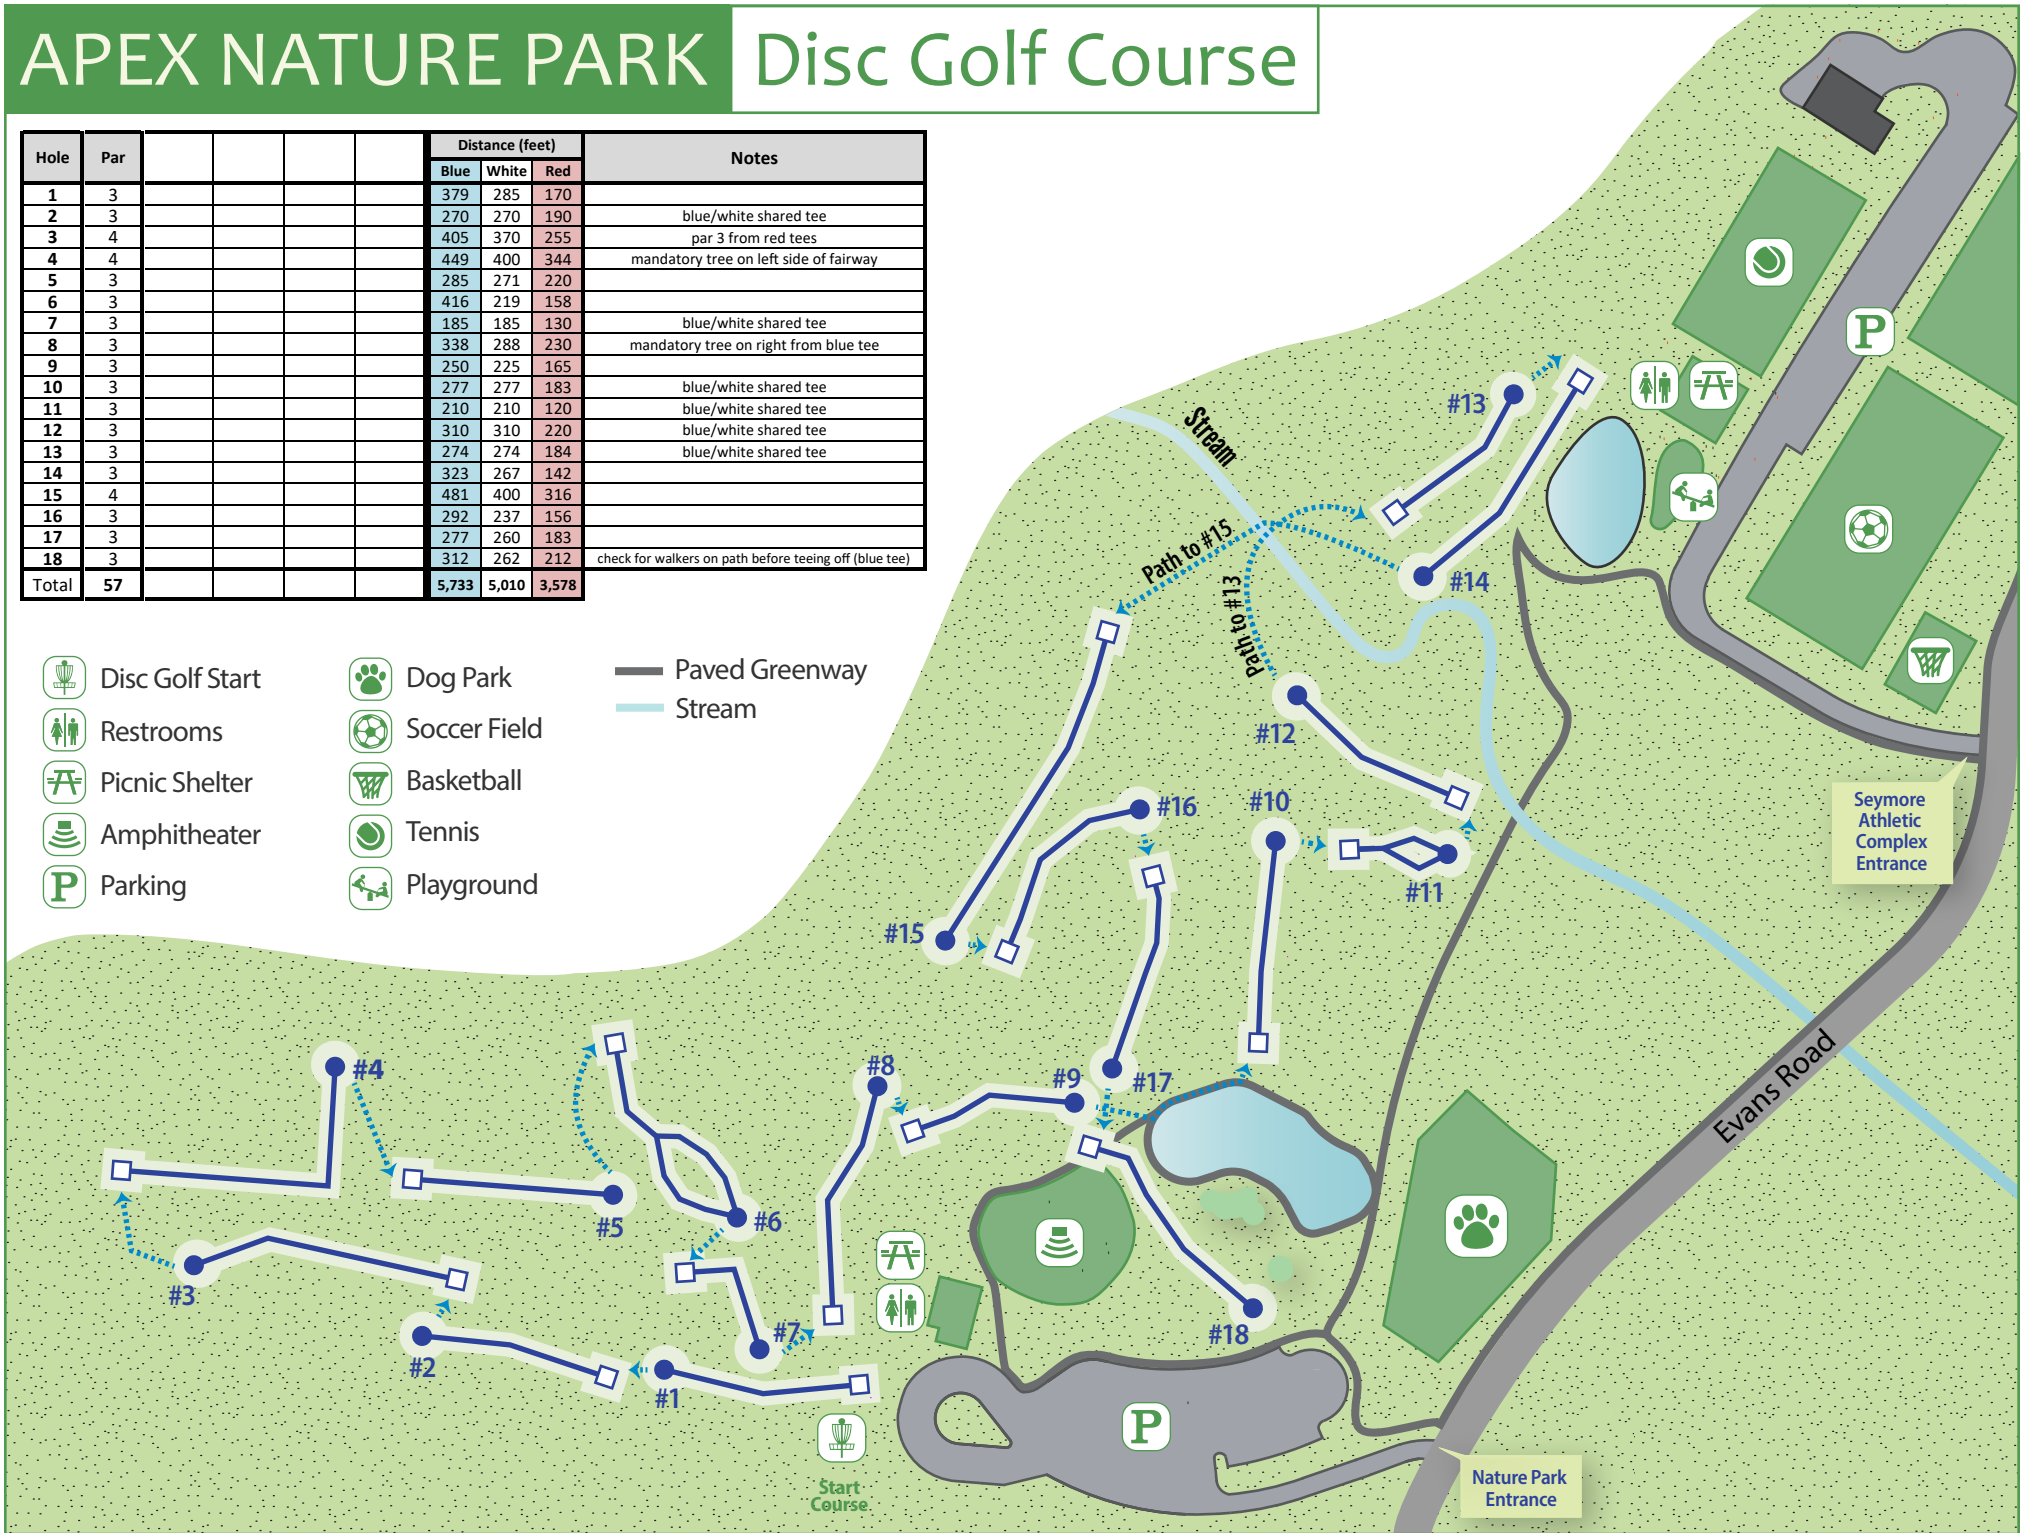 APEX NATURE PARK
Disc Golf Course
Hole Par Distance (feet) Notes
Blue White Red
1 3 379 285 170
2 3 270 270 190 blue/white shared tee
3 4 405 370 255 par 3 from red tees
4 4 449 400 344 mandatory tree on left side of fairway
5 3 285 271 220
6 3 416 219 158
7 3 185 185 130 blue/white shared tee
8 3 338 288 230 mandatory tree on right from blue tee
9 3 250 225 165
10 3 277 277 183 blue/white shared tee
11 3 210 210 120 blue/white shared tee
12 3 310 310 220 blue/white shared tee
13 3 274 274 184 blue/white shared tee
14 3 323 267 142
15 4 481 400 316
16 3 292 237 156
17 3 277 260 183
18 3 312 262 212 check for walkers on path before teeing off (blue tee)
Total 57 5,733 5,010 3,578
Disc Golf Start
Restrooms
Picnic Shelter
Amphitheater
P Parking
Dog Park
Soccer Field
Basketball
Tennis
Playground
Paved Greenway
Stream
P
#13
Stream
Path to #15
Path to #13
#14
#12
#16
#10
#11
#15
Seymore
Athletic
Complex
Entrance
#4
#8
#9
#17
Evans Road
#5
#6
#3
#7
#2
#1
#18
P
Start
Course
Nature Park
Entrance